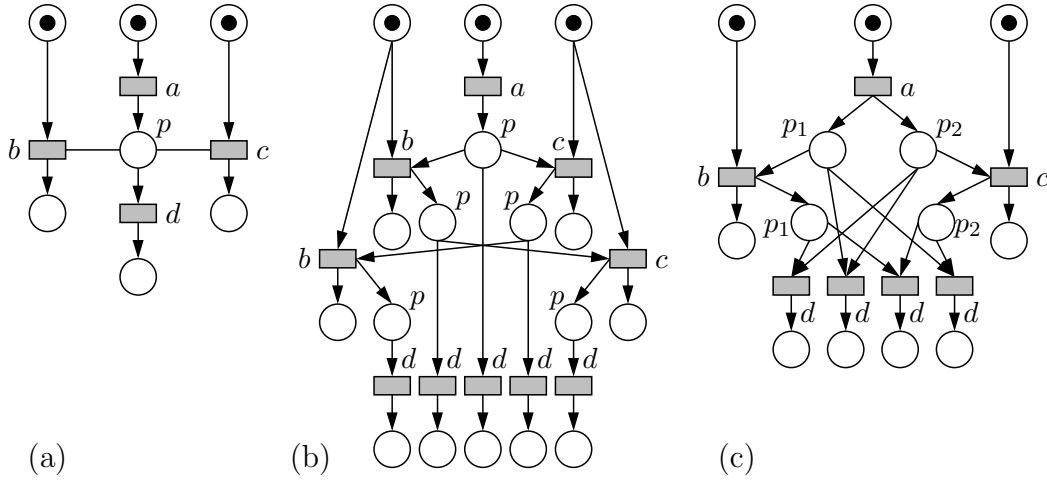 a a a
p b p c p₁ p₂
b c b c
d p p p₁ p₂
b c
p p
d d d d
d d d d d
(a) (b) (c)